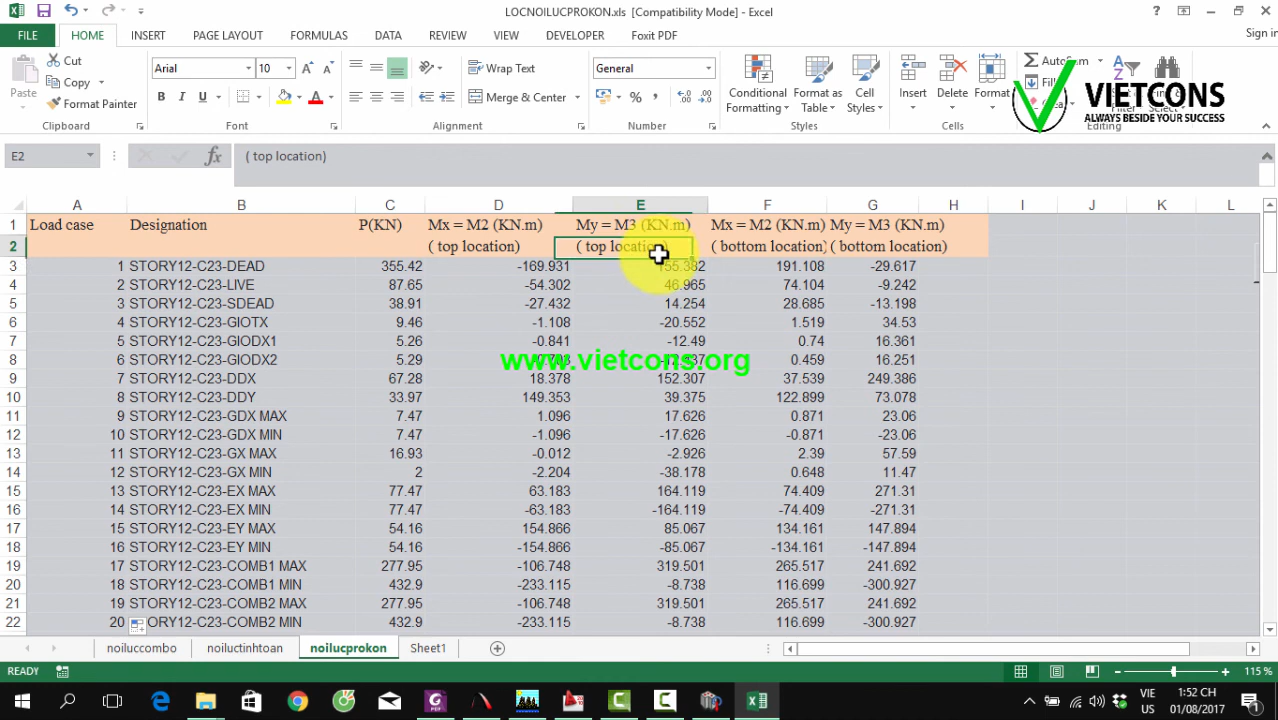 LOCNOILUCPROKON.xls [Compatibility Mode] - Excel
FILE HOME INSERT PAGE LAYOUT FORMULAS DATA REVIEW VIEW DEVELOPER Foxit PDF Sign in
Paste Cut Copy Format Painter Clipboard
Arial 10 Font
Wrap Text Merge & Center Alignment
General Number
Conditional Formatting Format as Table Cell Styles Styles
Insert Delete Format Cells
AutoSum Editing
VIETCONS
ALWAYS BESIDE YOUR SUCCESS
E2 ( top location)
A B C D E F G H I J K L
1 Load case Designation P(KN) Mx = M2 (KN.m) My = M3 (KN.m) Mx = M2 (KN.m) My = M3 (KN.m)
2 ( top location) ( top location) ( bottom location) ( bottom location)
3 1 STORY12-C23-DEAD 355.42 -169.931 191.108 -29.617
4 2 STORY12-C23-LIVE 87.65 -54.302 46.965 74.104 -9.242
5 3 STORY12-C23-SDEAD 38.91 -27.432 14.254 28.685 -13.198
6 4 STORY12-C23-GIOTX 9.46 -1.108 -20.552 1.519 34.53
7 5 STORY12-C23-GIODX1 5.26 -0.841 -12.49 0.74 16.361
8 6 STORY12-C23-GIODX2 5.29 0.459 16.251
www.vietcons.org
9 7 STORY12-C23-DDX 67.28 18.378 152.307 37.539 249.386
10 8 STORY12-C23-DDY 33.97 149.353 39.375 122.899 73.078
11 9 STORY12-C23-GDX MAX 7.47 1.096 17.626 0.871 23.06
12 10 STORY12-C23-GDX MIN 7.47 -1.096 -17.626 -0.871 -23.06
13 11 STORY12-C23-GX MAX 16.93 -0.012 -2.926 2.39 57.59
14 12 STORY12-C23-GX MIN 2 -2.204 -38.178 0.648 11.47
15 13 STORY12-C23-EX MAX 77.47 63.183 164.119 74.409 271.31
16 14 STORY12-C23-EX MIN 77.47 -63.183 -164.119 -74.409 -271.31
17 15 STORY12-C23-EY MAX 54.16 154.866 85.067 134.161 147.894
18 16 STORY12-C23-EY MIN 54.16 -154.866 -85.067 -134.161 -147.894
19 17 STORY12-C23-COMB1 MAX 277.95 -106.748 319.501 265.517 241.692
20 18 STORY12-C23-COMB1 MIN 432.9 -233.115 -8.738 116.699 -300.927
21 19 STORY12-C23-COMB2 MAX 277.95 -106.748 319.501 265.517 241.692
22 20 STORY12-C23-COMB2 MIN 432.9 -233.115 -8.738 116.699 -300.927
noiluccombo noiluctinhtoan noilucprokon Sheet1
READY 115 %
VIE 1:52 CH
US 01/08/2017